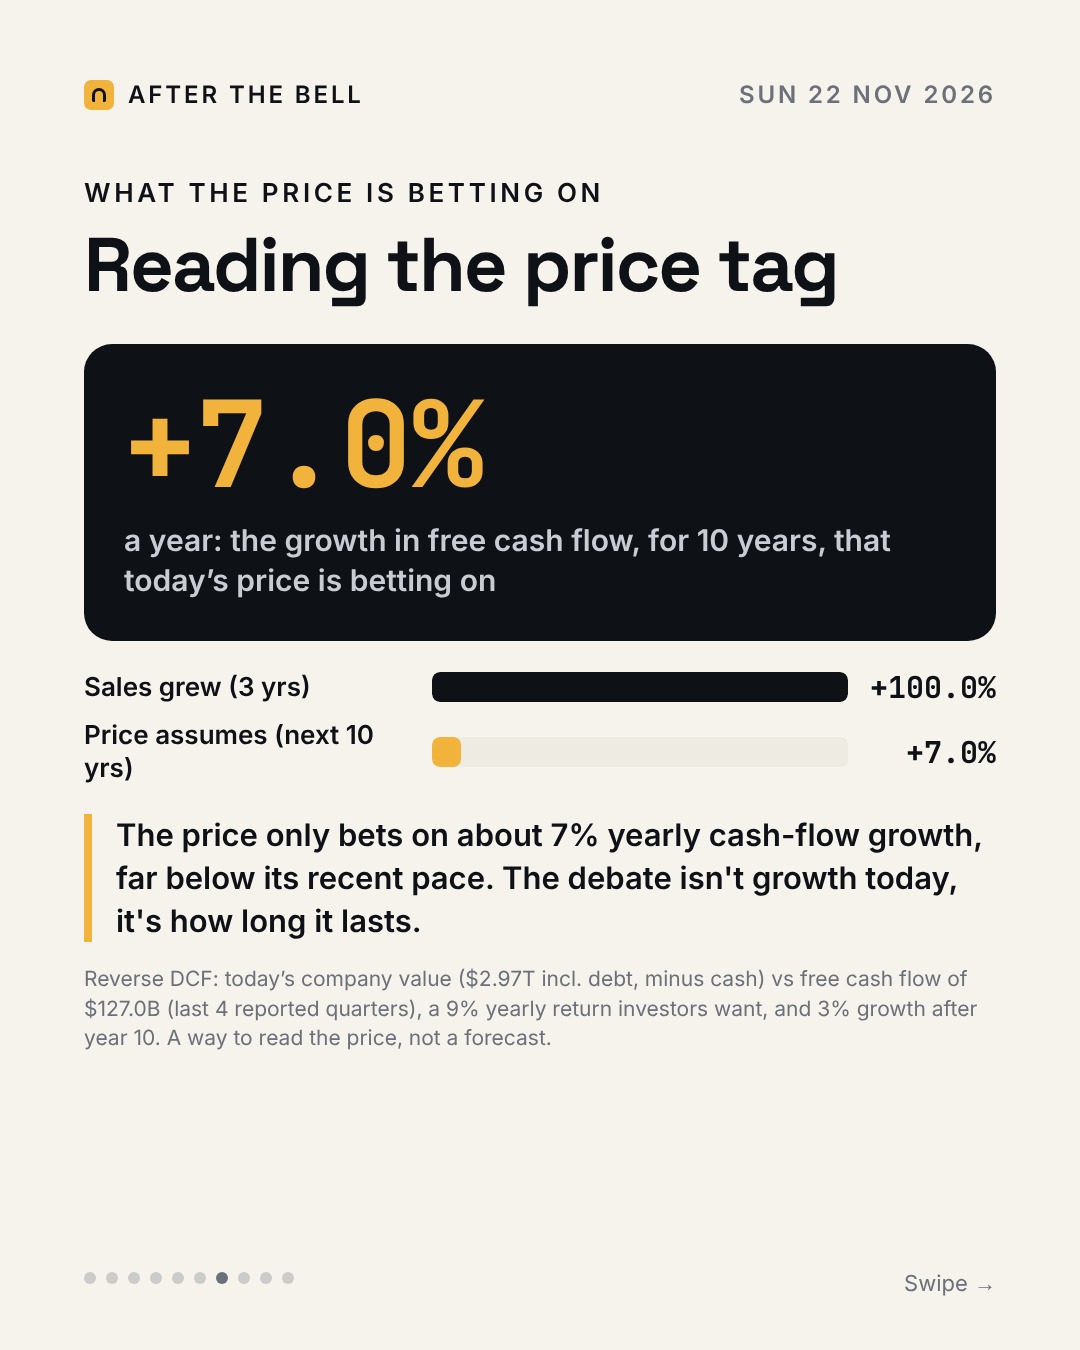 AFTER THE BELL
SUN 22 NOV 2026
WHAT THE PRICE IS BETTING ON
Reading the price tag
+7.0%
a year: the growth in free cash flow, for 10 years, that
today’s price is betting on
Sales grew (3 yrs)
+100.0%
Price assumes (next 10
yrs)
+7.0%
The price only bets on about 7% yearly cash-flow growth,
far below its recent pace. The debate isn't growth today,
it's how long it lasts.
Reverse DCF: today’s company value ($2.97T incl. debt, minus cash) vs free cash flow of
$127.0B (last 4 reported quarters), a 9% yearly return investors want, and 3% growth after
year 10. A way to read the price, not a forecast.
Swipe →